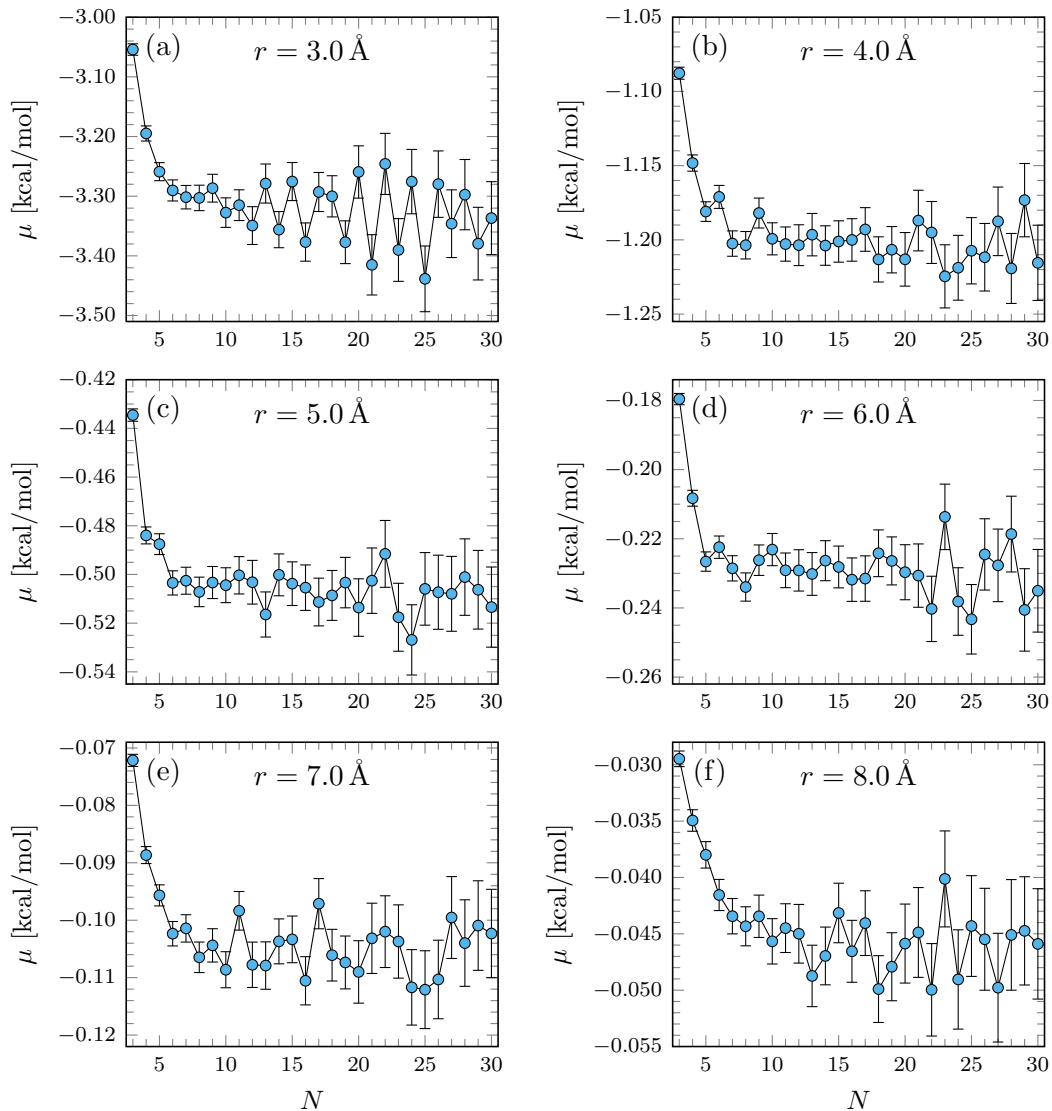 (a) r = 3.0 Å
μ [kcal/mol]
−3.00
−3.10
−3.20
−3.30
−3.40
−3.50
5 10 15 20 25 30
(b) r = 4.0 Å
μ [kcal/mol]
−1.10
−1.15
−1.20
−1.25
5 10 15 20 25 30
(c) r = 5.0 Å
μ [kcal/mol]
−0.42
−0.44
−0.46
−0.48
−0.50
−0.52
−0.54
5 10 15 20 25 30
(d) r = 6.0 Å
μ [kcal/mol]
−0.18
−0.20
−0.22
−0.24
−0.26
5 10 15 20 25 30
(e) r = 7.0 Å
μ [kcal/mol]
−0.07
−0.08
−0.09
−0.10
−0.11
−0.12
5 10 15 20 25 30
N
(f) r = 8.0 Å
μ [kcal/mol]
−0.030
−0.035
−0.040
−0.045
−0.050
−0.055
5 10 15 20 25 30
N